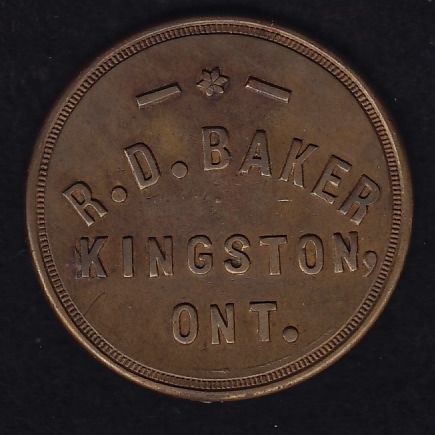 R.D. BAKER
KINGSTON,
ONT.